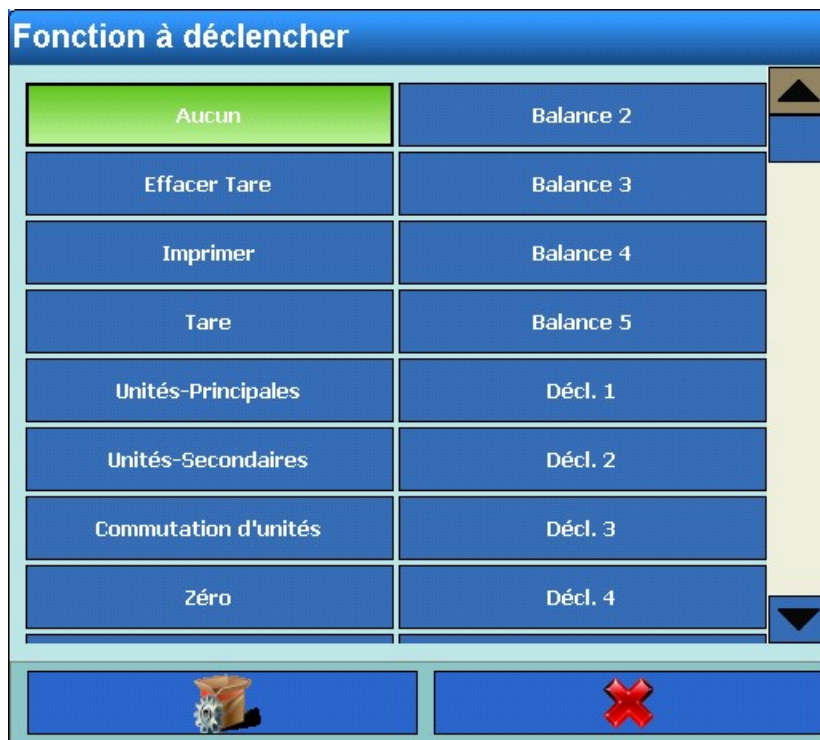 Fonction à déclencher
Aucun
Balance 2
Effacer Tare
Balance 3
Imprimer
Balance 4
Tare
Balance 5
Unités-Principales
Décl. 1
Unités-Secondaires
Décl. 2
Commutation d'unités
Décl. 3
Zéro
Décl. 4